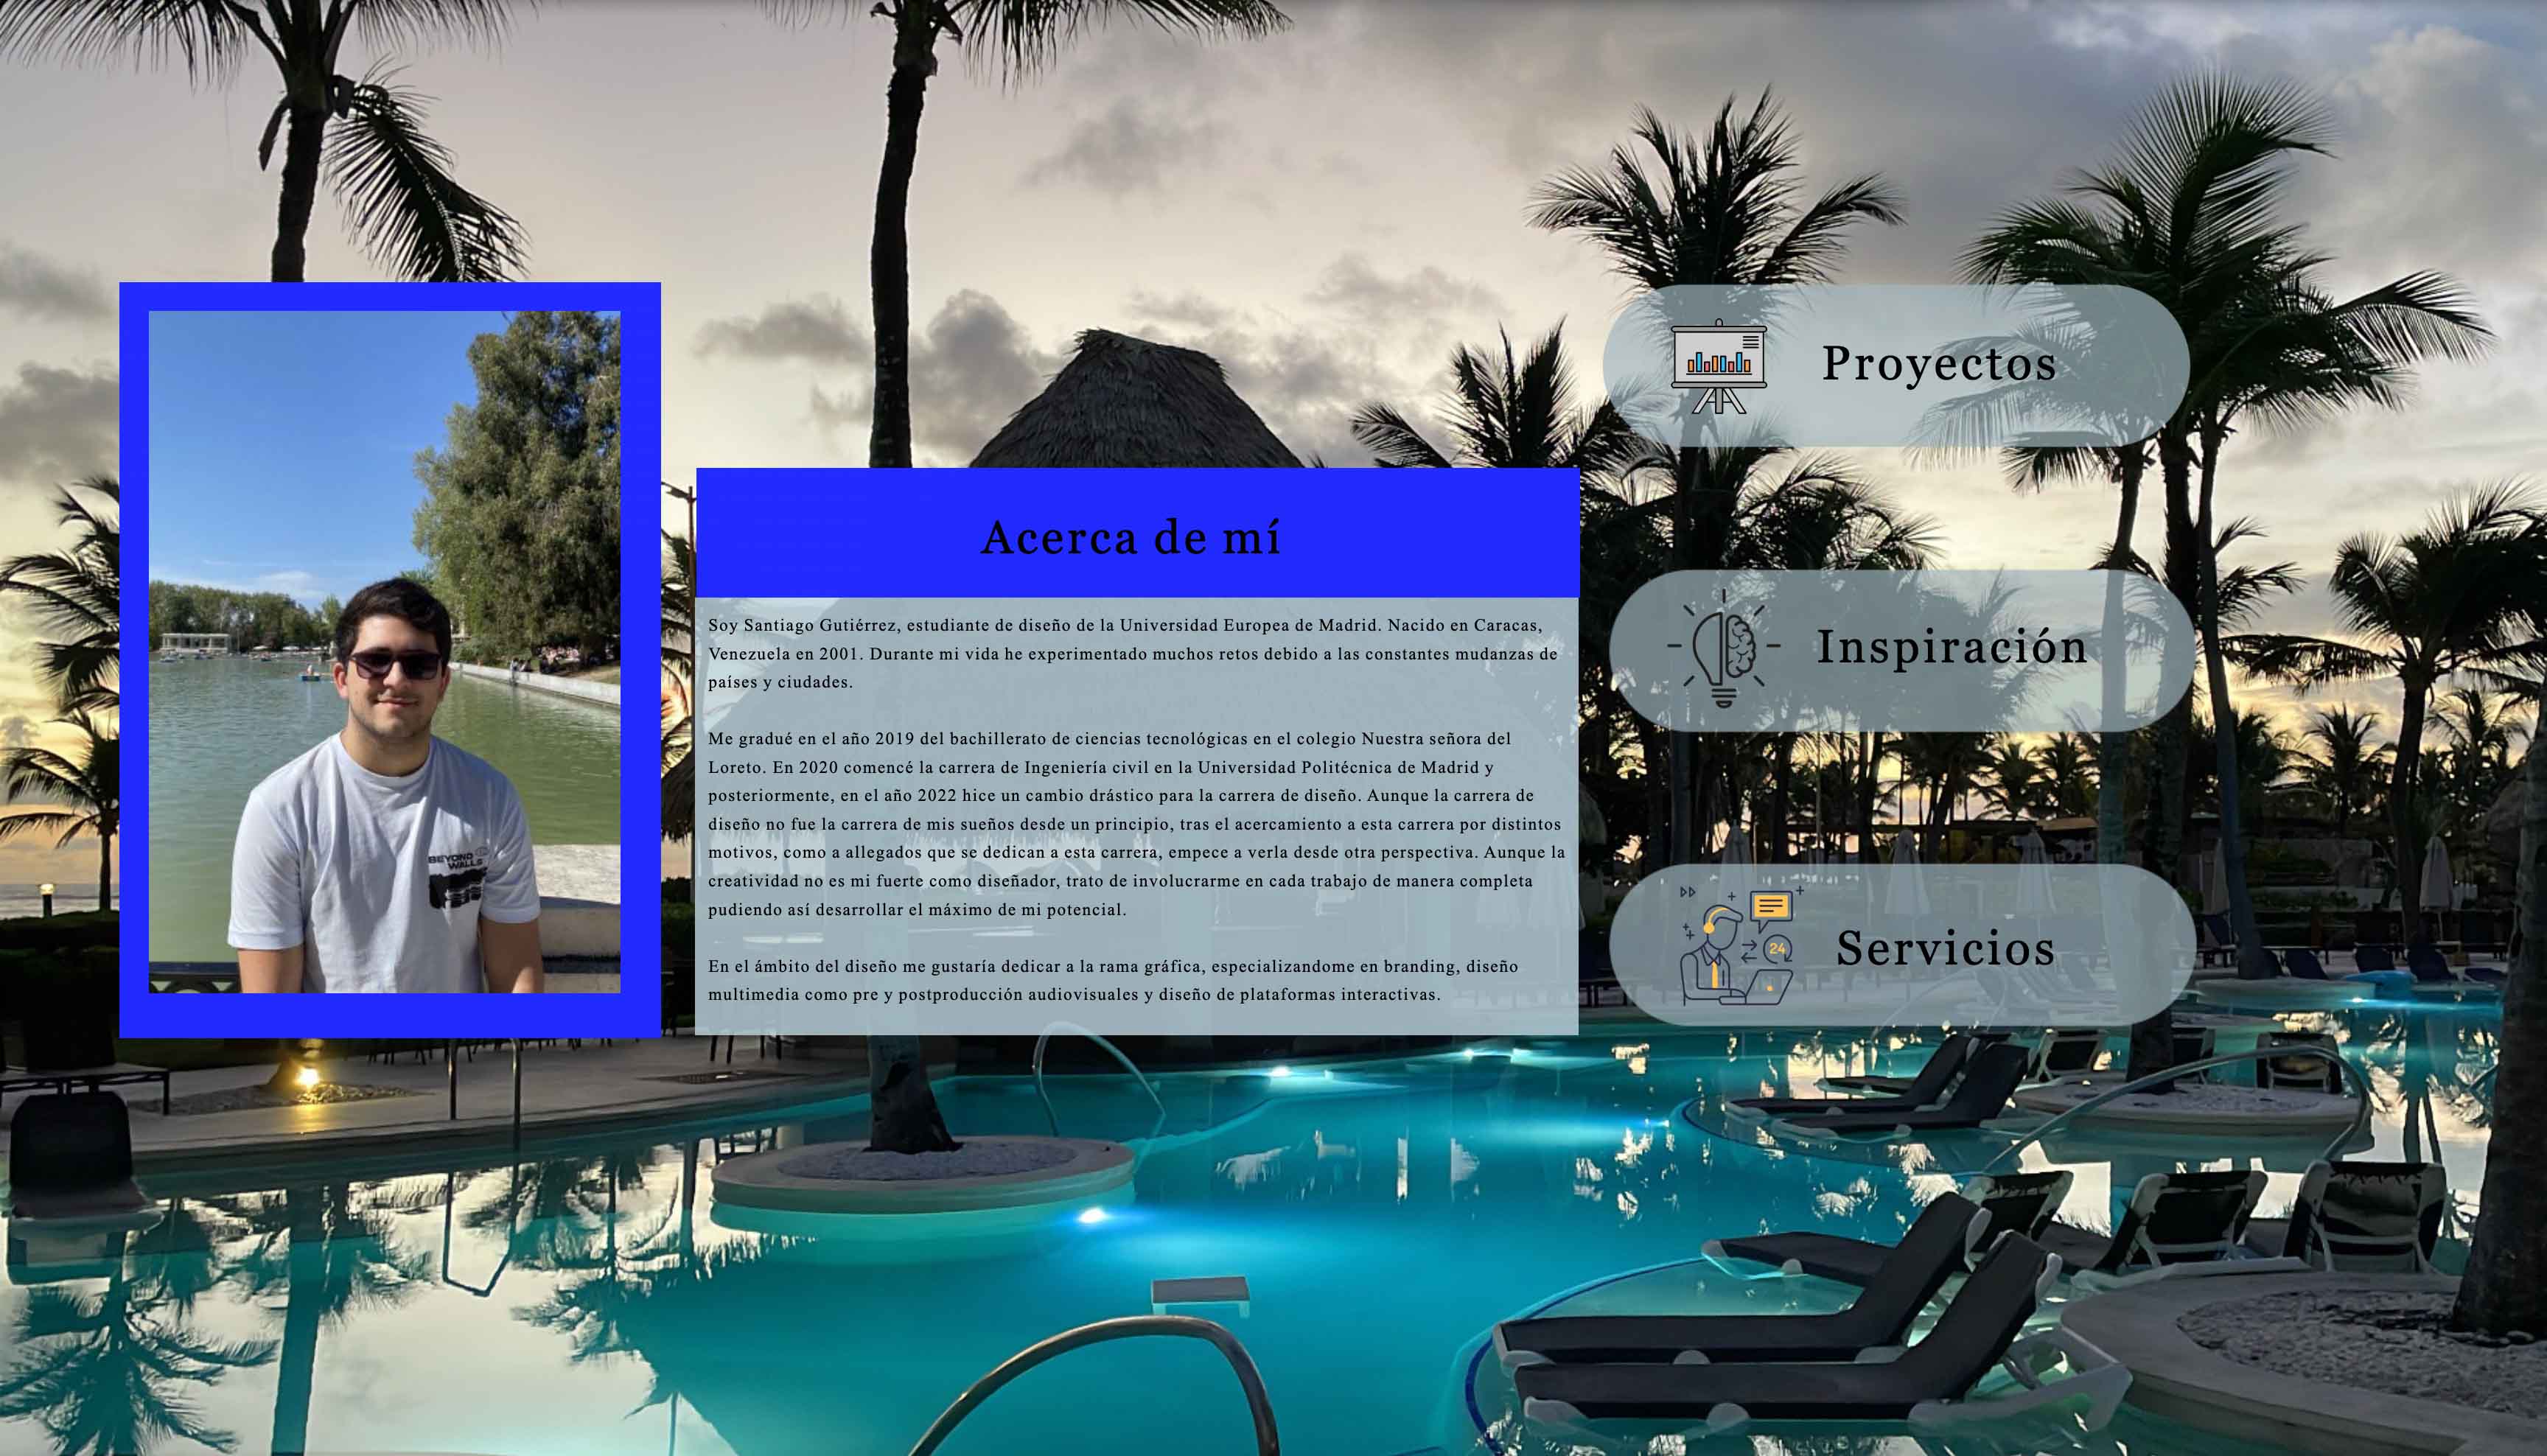 Proyectos
Acerca de mí
Soy Santiago Gutiérrez, estudiante de diseño de la Universidad Europea de Madrid. Nacido en Caracas,
Venezuela en 2001. Durante mi vida he experimentado muchos retos debido a las constantes mudanzas de
países y ciudades.
Me gradué en el año 2019 del bachillerato de ciencias tecnológicas en el colegio Nuestra señora del
Loreto. En 2020 comencé la carrera de Ingeniería civil en la Universidad Politécnica de Madrid y
posteriormente, en el año 2022 hice un cambio drástico para la carrera de diseño. Aunque la carrera de
diseño no fue la carrera de mis sueños desde un principio, tras el acercamiento a esta carrera por distintos
motivos, como a allegados que se dedican a esta carrera, empece a verla desde otra perspectiva. Aunque la
creatividad no es mi fuerte como diseñador, trato de involucrarme en cada trabajo de manera completa
pudiendo así desarrollar el máximo de mi potencial.
En el ámbito del diseño me gustaría dedicar a la rama gráfica, especializandome en branding, diseño
multimedia como pre y postproducción audiovisuales y diseño de plataformas interactivas.
Inspiración
Servicios
24
BEYOND
WALLS